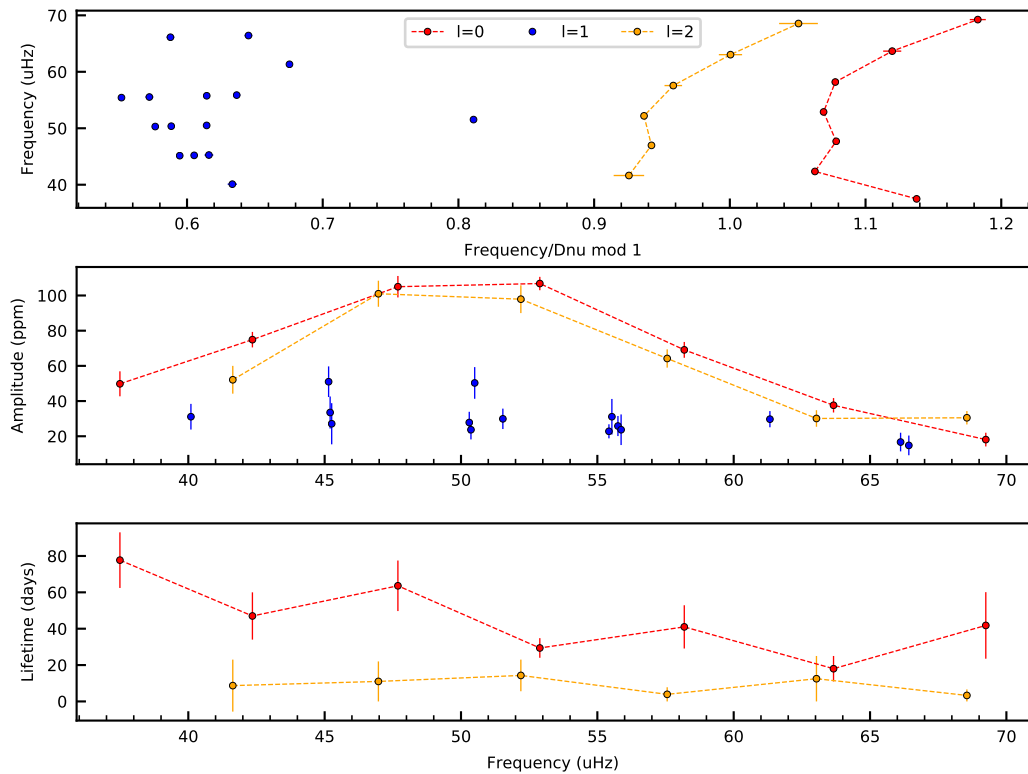 70
60
50
40
Frequency (uHz)
l=0 l=1 l=2
0.6 0.7 0.8 0.9 1.0 1.1 1.2
Frequency/Dnu mod 1
100
80
60
40
20
Amplitude (ppm)
40 45 50 55 60 65 70
80
60
40
20
0
Lifetime (days)
40 45 50 55 60 65 70
Frequency (uHz)